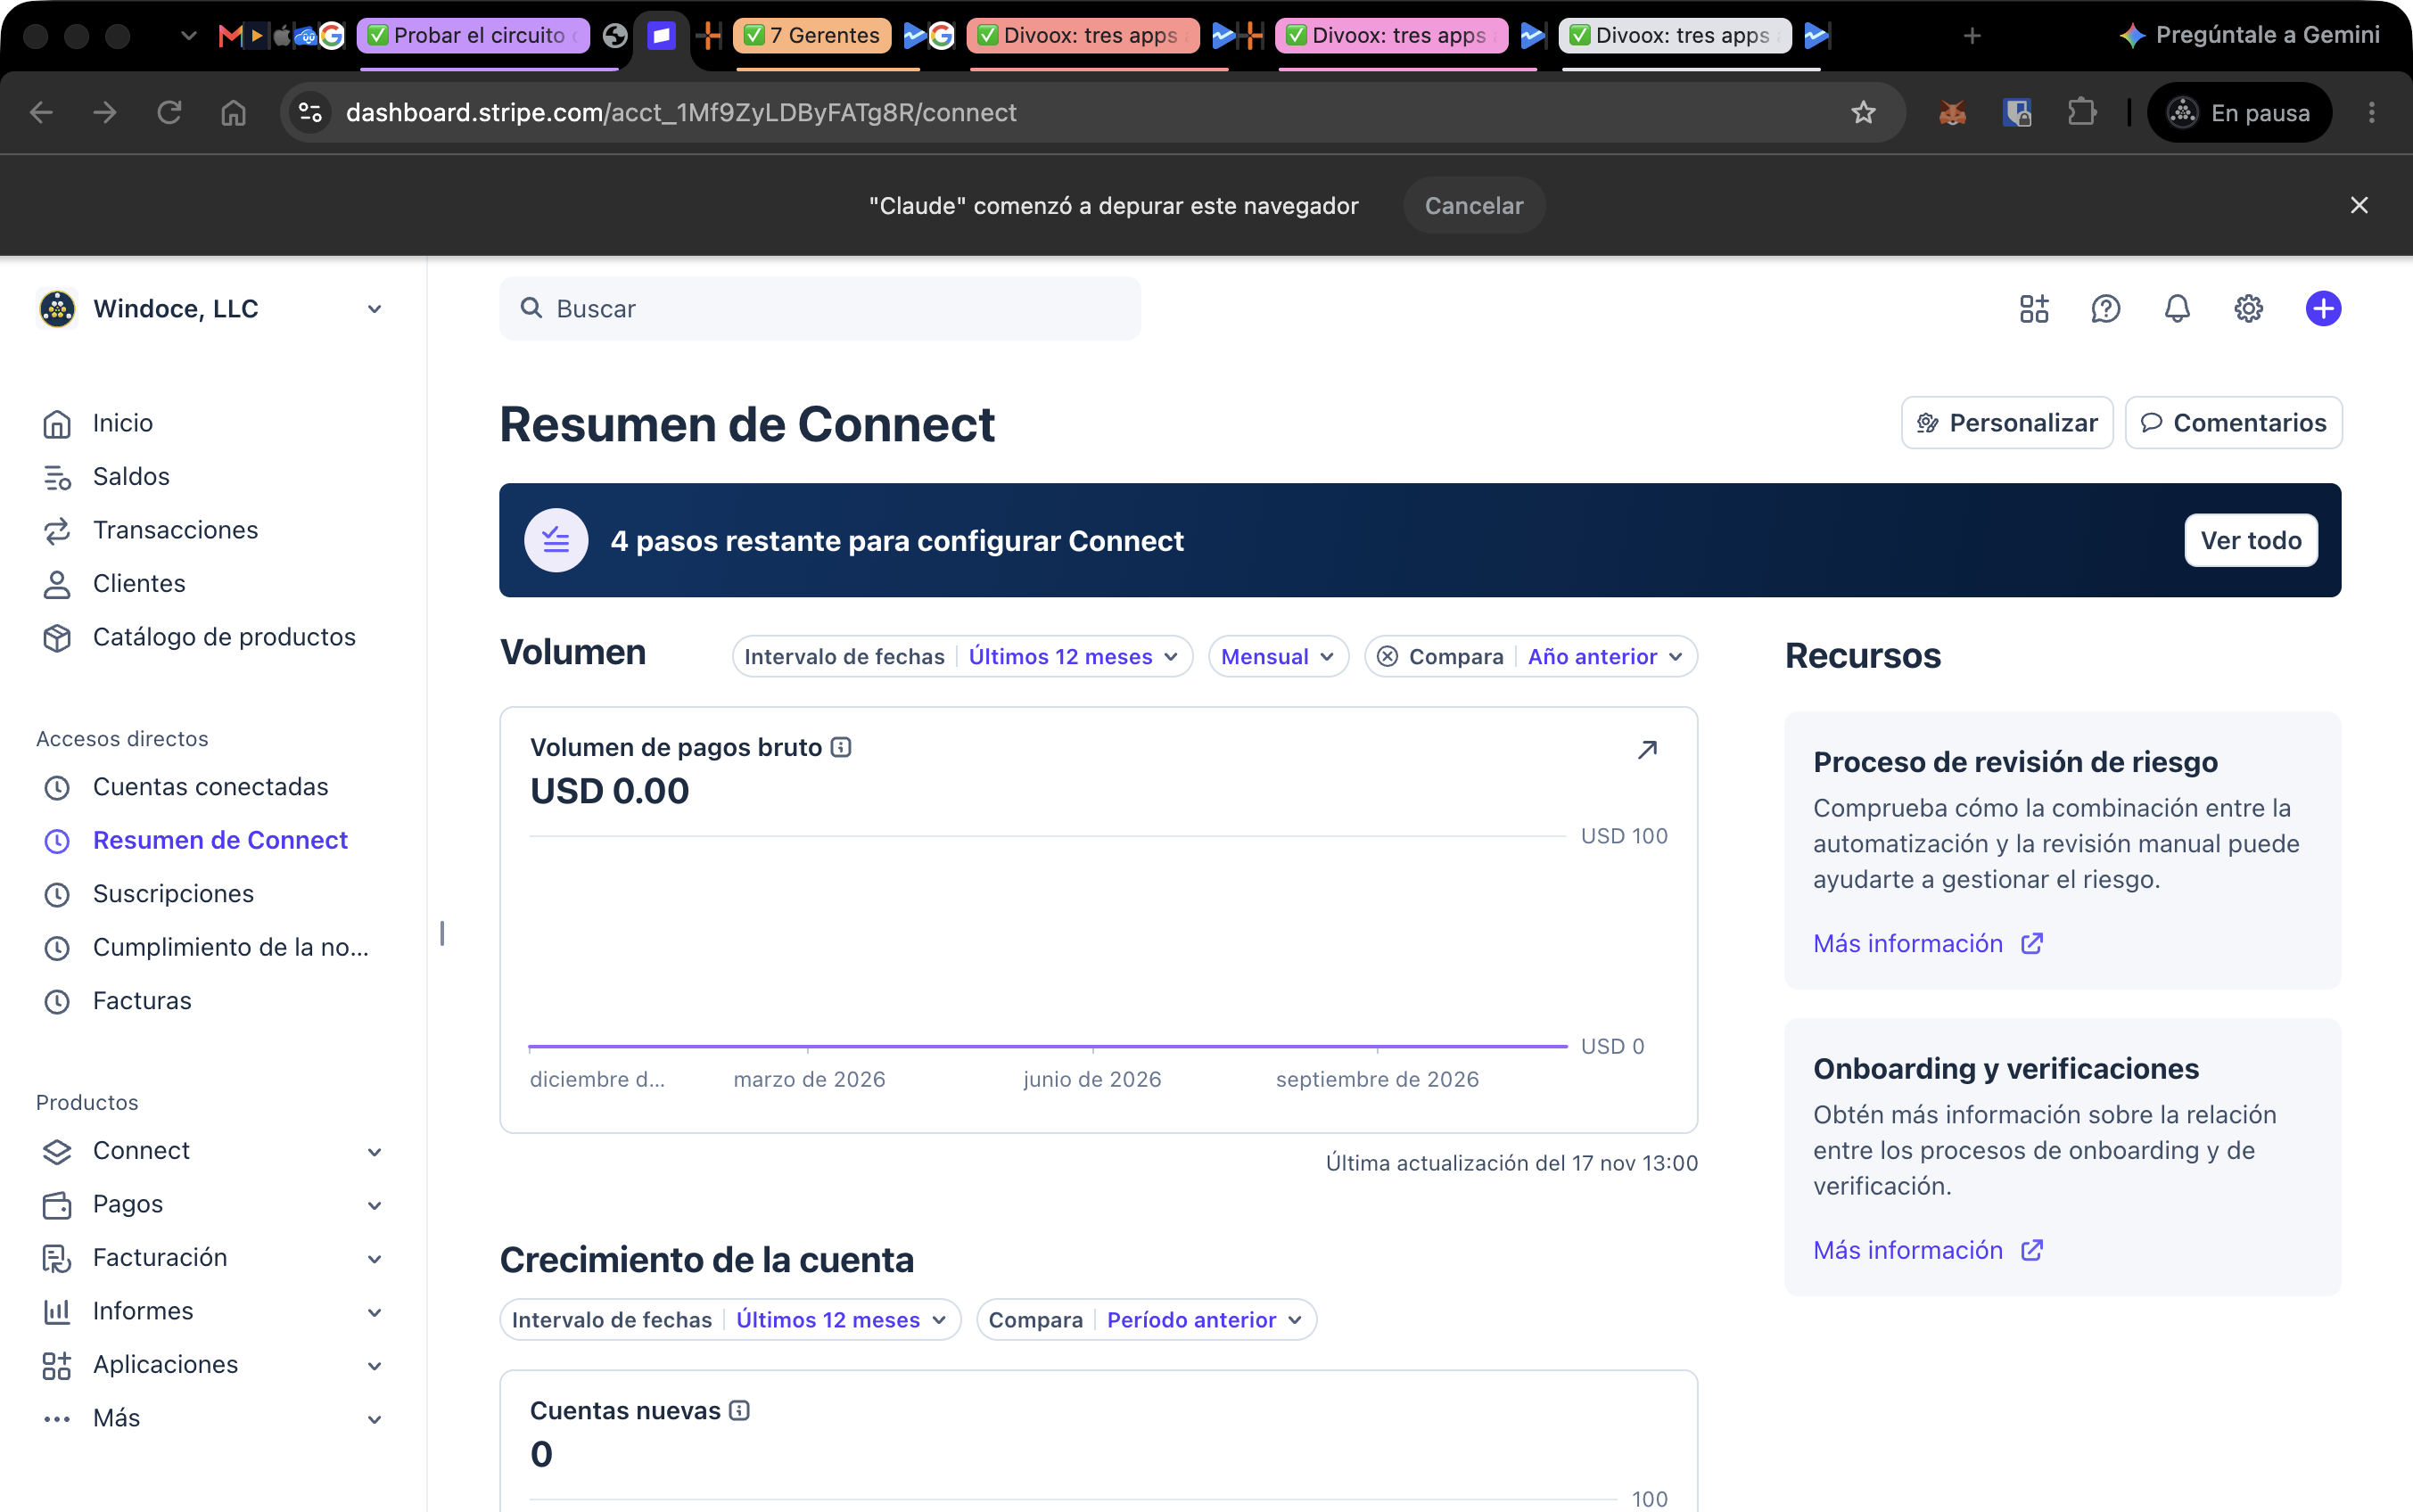 ✅ Probar el circuito
✅ 7 Gerentes
✅ Divoox: tres apps
✅ Divoox: tres apps
✅ Divoox: tres apps
Pregúntale a Gemini
dashboard.stripe.com/acct_1Mf9ZyLDByFATg8R/connect
En pausa
"Claude" comenzó a depurar este navegador
Cancelar
Windoce, LLC
Buscar
Inicio
Saldos
Transacciones
Clientes
Catálogo de productos
Accesos directos
Cuentas conectadas
Resumen de Connect
Suscripciones
Cumplimiento de la no...
Facturas
Productos
Connect
Pagos
Facturación
Informes
Aplicaciones
Más
Resumen de Connect
Personalizar
Comentarios
4 pasos restante para configurar Connect
Ver todo
Volumen
Intervalo de fechas | Últimos 12 meses
Mensual
Compara | Año anterior
Volumen de pagos bruto
USD 0.00
USD 100
USD 0
diciembre d...
marzo de 2026
junio de 2026
septiembre de 2026
Última actualización del 17 nov 13:00
Crecimiento de la cuenta
Intervalo de fechas | Últimos 12 meses
Compara | Período anterior
Cuentas nuevas
0
100
Recursos
Proceso de revisión de riesgo
Comprueba cómo la combinación entre la
automatización y la revisión manual puede
ayudarte a gestionar el riesgo.
Más información
Onboarding y verificaciones
Obtén más información sobre la relación
entre los procesos de onboarding y de
verificación.
Más información